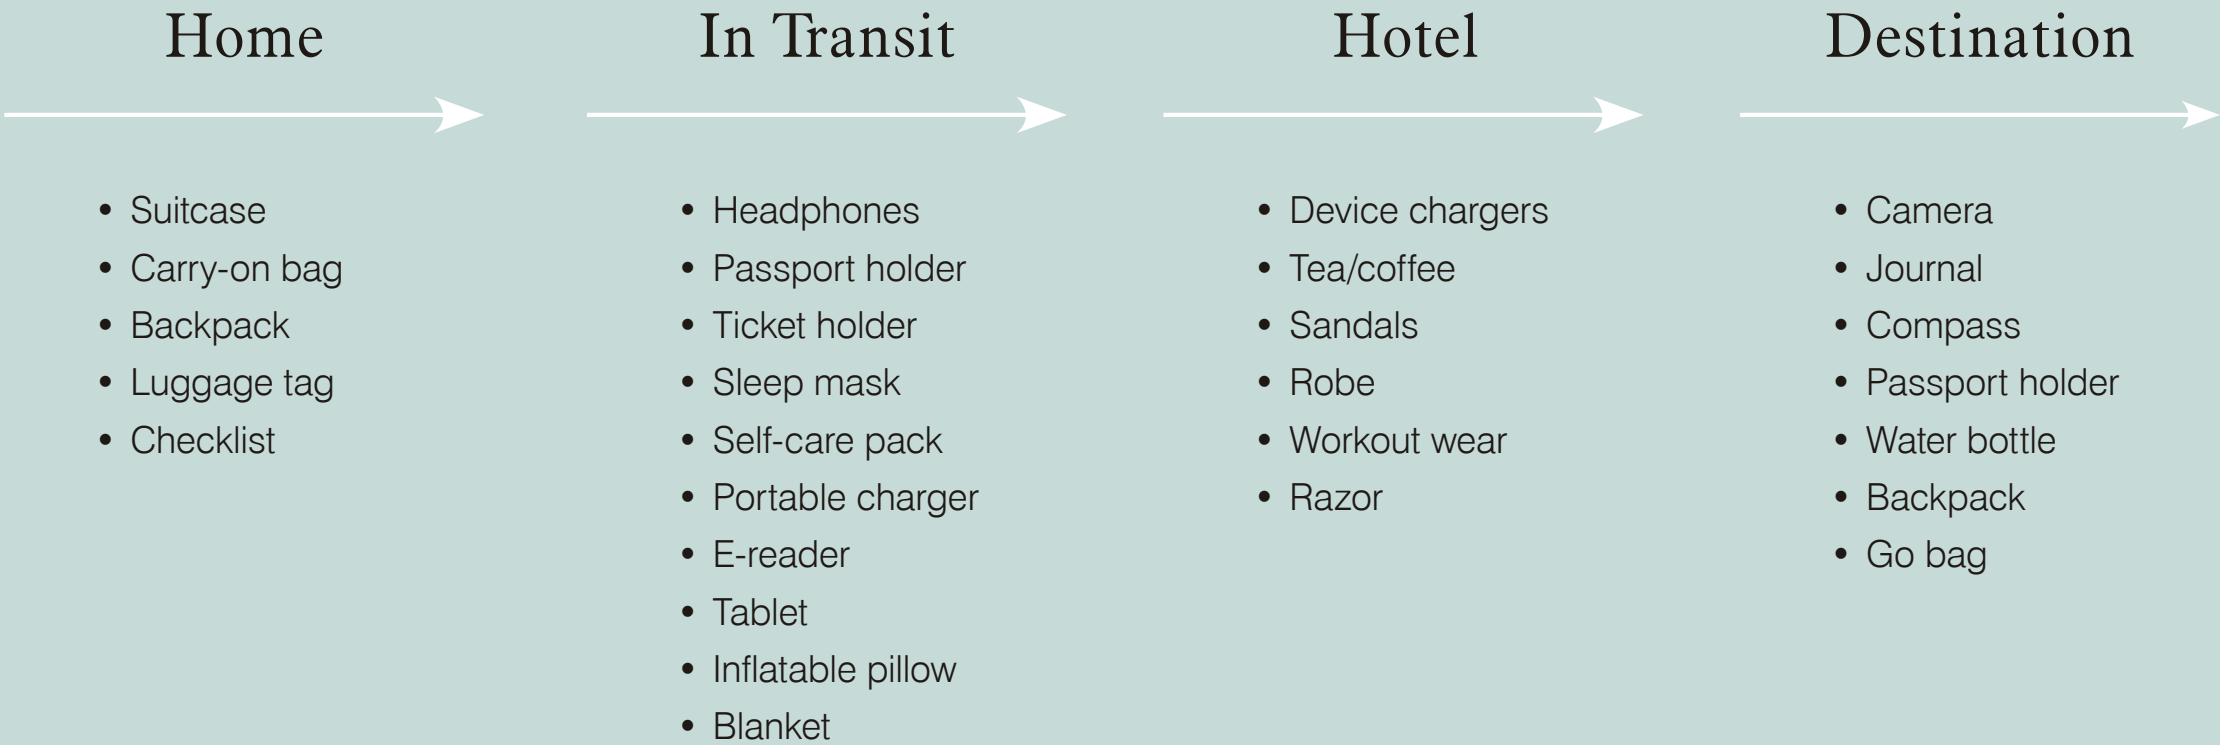 Home
• Suitcase
• Carry-on bag
• Backpack
• Luggage tag
• Checklist
In Transit
• Headphones
• Passport holder
• Ticket holder
• Sleep mask
• Self-care pack
• Portable charger
• E-reader
• Tablet
• Inflatable pillow
• Blanket
Hotel
• Device chargers
• Tea/coffee
• Sandals
• Robe
• Workout wear
• Razor
Destination
• Camera
• Journal
• Compass
• Passport holder
• Water bottle
• Backpack
• Go bag